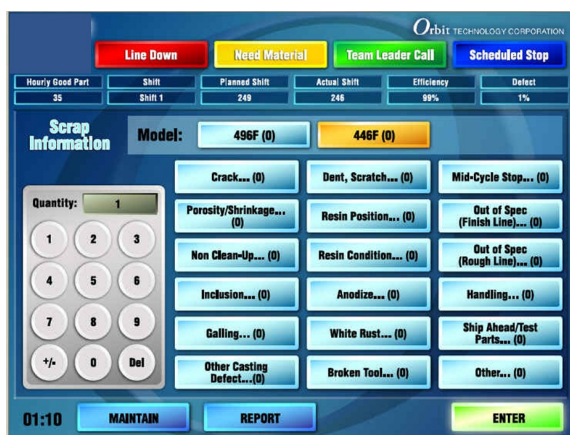 Orbit TECHNOLOGY CORPORATION
Line Down Need Material Team Leader Call Scheduled Stop
Hourly Good Part Shift Planned Shift Actual Shift Efficiency Defect
35 Shift 1 249 246 99% 1%
Scrap
Information
Model: 496F (0) 446F (0)
Quantity: 1
1 2 3
4 5 6
7 8 9
+/- 0 Del
Crack... (0) Dent, Scratch... (0) Mid-Cycle Stop... (0)
Porosity/Shrinkage...
(0)
Resin Position... (0)
Out of Spec
(Finish Line)... (0)
Non Clean-Up... (0) Resin Condition... (0)
Out of Spec
(Rough Line)... (0)
Inclusion... (0) Anodize... (0) Handling... (0)
Galling... (0) White Rust... (0)
Ship Ahead/Test
Parts... (0)
Other Casting
Defect...(0)
Broken Tool... (0) Other... (0)
01:10 MAINTAIN REPORT ENTER